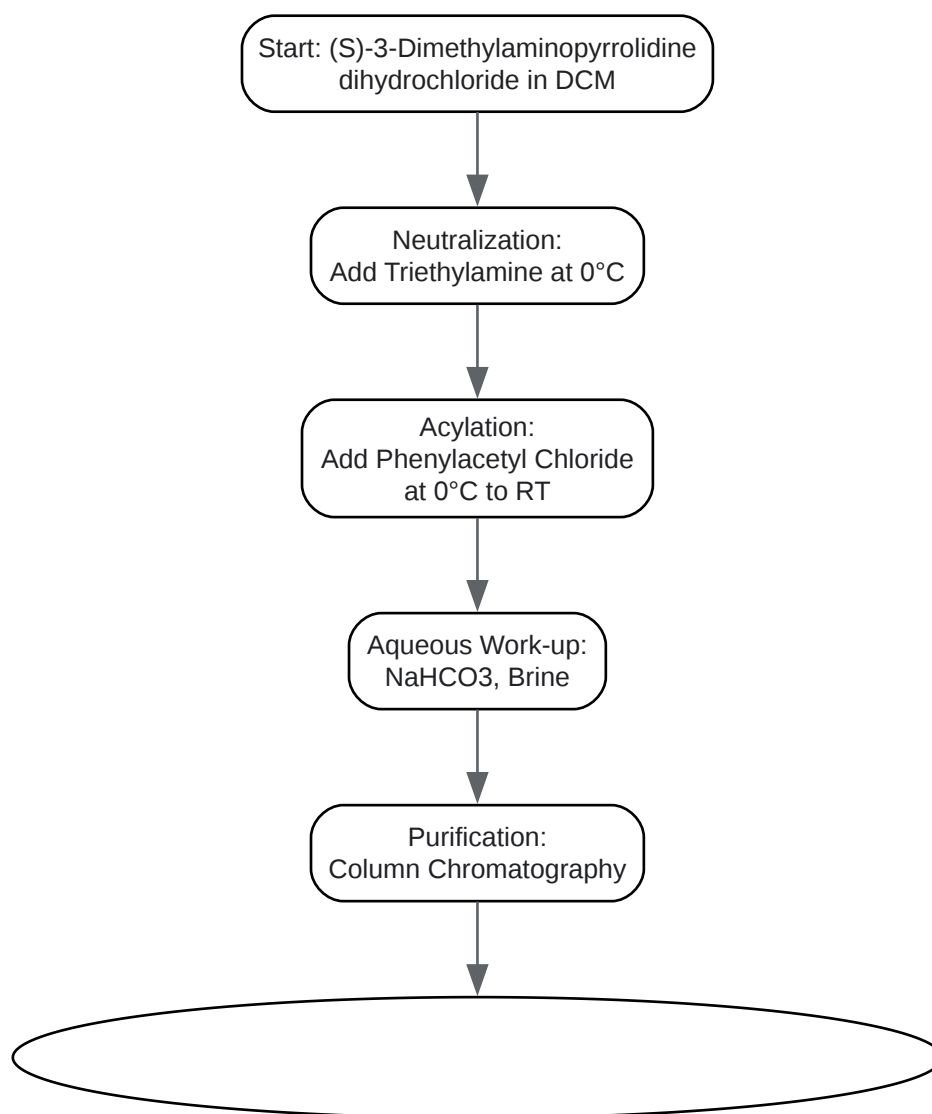 Start: (S)-3-Dimethylaminopyrrolidine
dihydrochloride in DCM
Neutralization:
Add Triethylamine at 0°C
Acylation:
Add Phenylacetyl Chloride
at 0°C to RT
Aqueous Work-up:
NaHCO3, Brine
Purification:
Column Chromatography